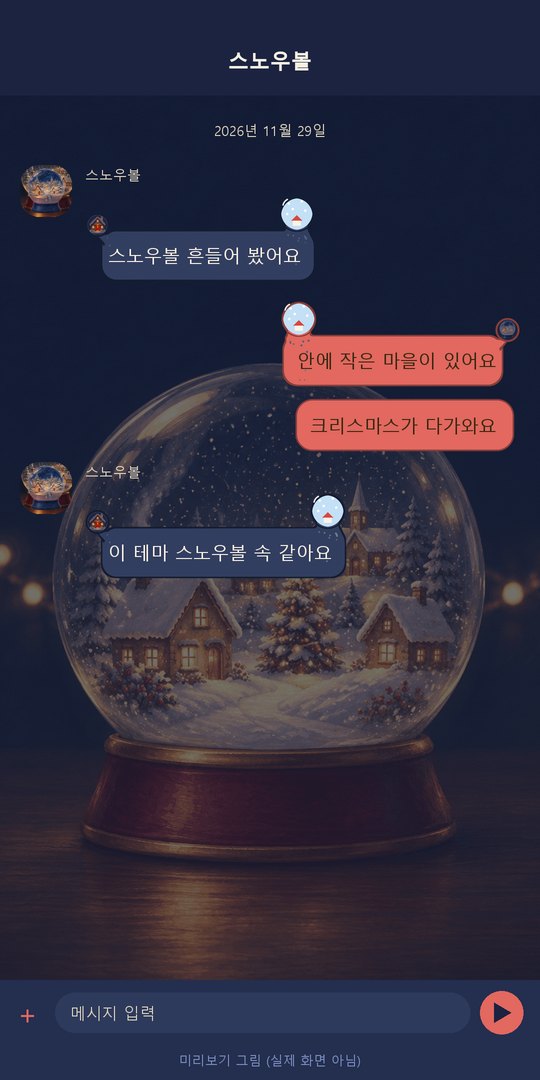 스노우볼
2026년 11월 29일
스노우볼
스노우볼 흔들어 봤어요
안에 작은 마을이 있어요
크리스마스가 다가와요
스노우볼
이 테마 스노우볼 속 같아요
메시지 입력
미리보기 그림 (실제 화면 아님)